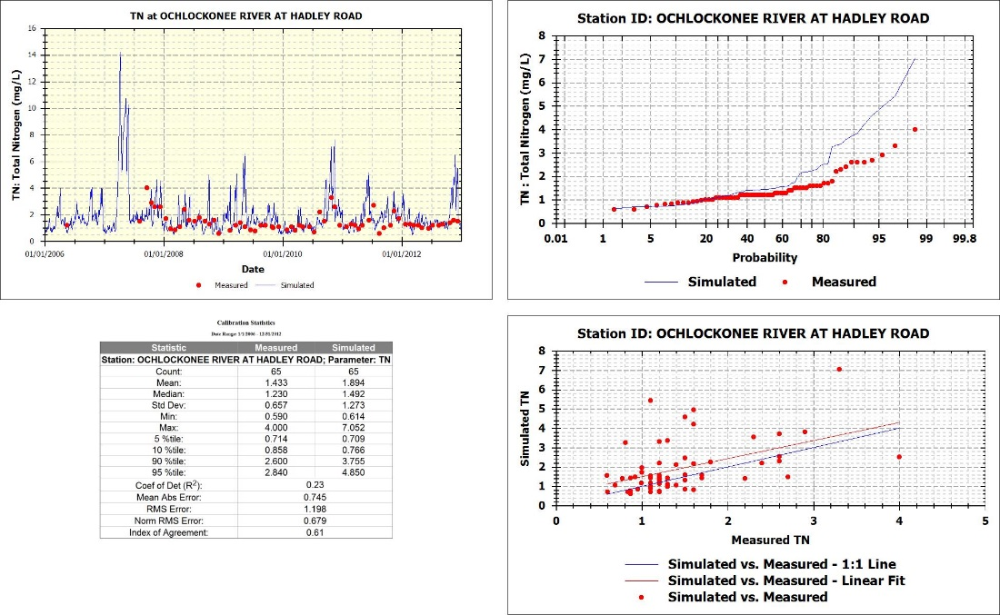 TN at OCHLOCKONEE RIVER AT HADLEY ROAD
TN: Total Nitrogen (mg/L)
16
14
12
10
8
6
4
2
0
01/01/2006
01/01/2008
01/01/2010
01/01/2012
Date
Measured
Simulated
Station ID: OCHLOCKONEE RIVER AT HADLEY ROAD
TN : Total Nitrogen (mg/L)
8
7
6
5
4
3
2
1
0
0.01
1
5
20
40
60
80
95
99
99.8
Probability
Simulated
Measured
Calibration Statistics
Date Range: 1/1/2006 - 12/31/2012
Statistic Measured Simulated
Station: OCHLOCKONEE RIVER AT HADLEY ROAD; Parameter: TN
Count: 65 65
Mean: 1.433 1.894
Median: 1.230 1.492
Std Dev: 0.657 1.273
Min: 0.590 0.614
Max: 4.000 7.052
5 %tile: 0.714 0.709
10 %tile: 0.858 0.766
90 %tile: 2.600 3.755
95 %tile: 2.840 4.850
Coef of Det (R²): 0.23
Mean Abs Error: 0.745
RMS Error: 1.198
Norm RMS Error: 0.679
Index of Agreement: 0.61
Station ID: OCHLOCKONEE RIVER AT HADLEY ROAD
Simulated TN
8
7
6
5
4
3
2
1
0
0
1
2
3
4
5
Measured TN
Simulated vs. Measured - 1:1 Line
Simulated vs. Measured - Linear Fit
Simulated vs. Measured